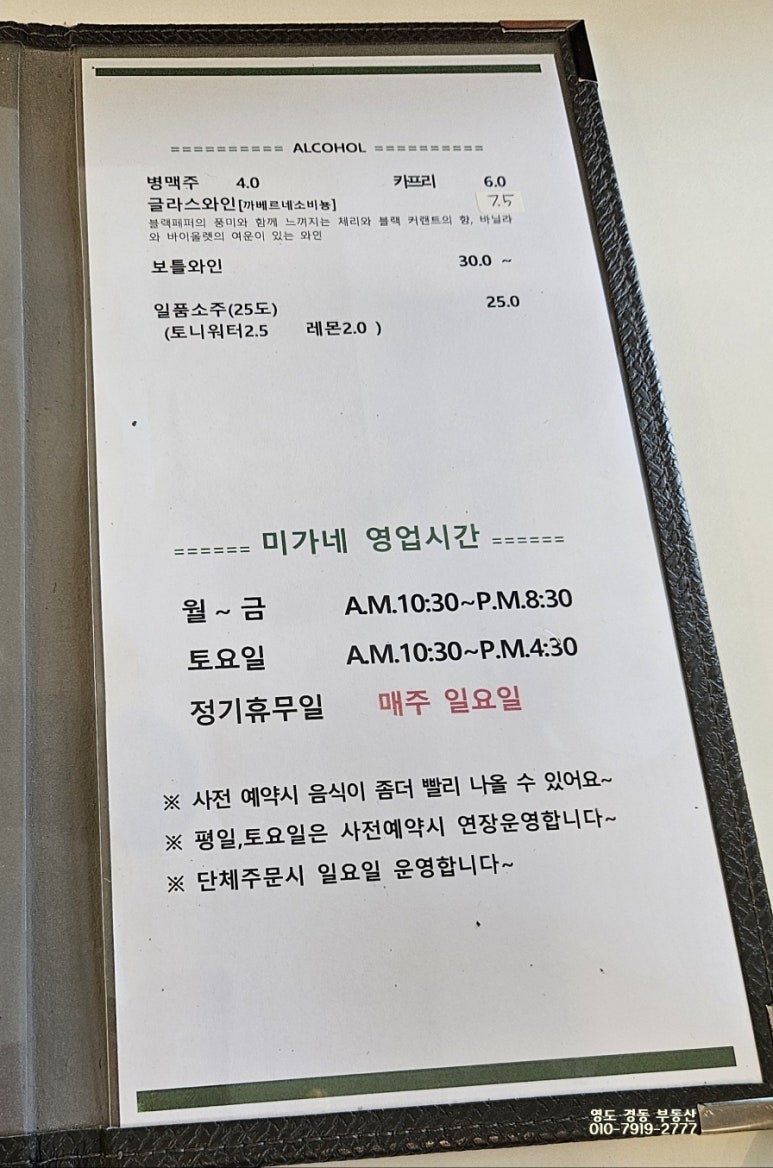 ========== ALCOHOL ==========
병맥주 4.0 카프리 6.0
글라스와인[까베르네소비뇽] 7.5
블랙페퍼의 풍미와 함께 느껴지는 체리와 블랙 커랜트의 향, 바닐라
와 바이올렛의 여운이 있는 와인
보틀와인 30.0 ~
일품소주(25도) 25.0
(토니워터2.5 레몬2.0 )
====== 미가네 영업시간 ======
월 ~ 금 A.M.10:30~P.M.8:30
토요일 A.M.10:30~P.M.4:30
정기휴무일 매주 일요일
※ 사전 예약시 음식이 좀더 빨리 나올 수 있어요~
※ 평일,토요일은 사전예약시 연장운영합니다~
※ 단체주문시 일요일 운영합니다~
영도 경동 부동산
010-7919-2777